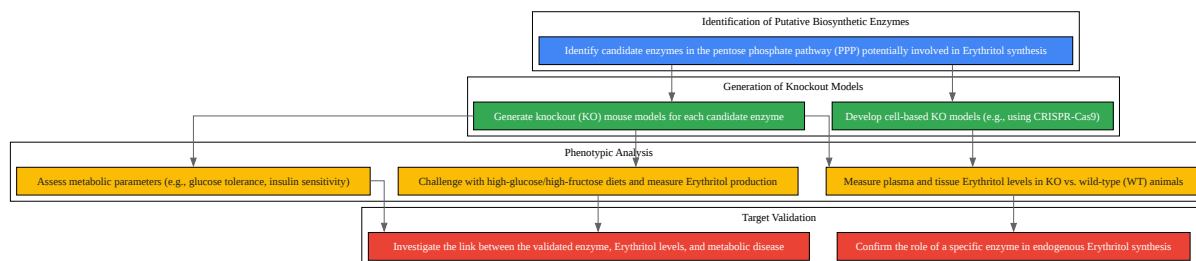 Identification of Putative Biosynthetic Enzymes
Identify candidate enzymes in the pentose phosphate pathway (PPP) potentially involved in Erythritol synthesis
Generation of Knockout Models
Generate knockout (KO) mouse models for each candidate enzyme
Develop cell-based KO models (e.g., using CRISPR-Cas9)
Phenotypic Analysis
Assess metabolic parameters (e.g., glucose tolerance, insulin sensitivity)
Challenge with high-glucose/high-fructose diets and measure Erythritol production
Measure plasma and tissue Erythritol levels in KO vs. wild-type (WT) animals
Target Validation
Investigate the link between the validated enzyme, Erythritol levels, and metabolic disease
Confirm the role of a specific enzyme in endogenous Erythritol synthesis